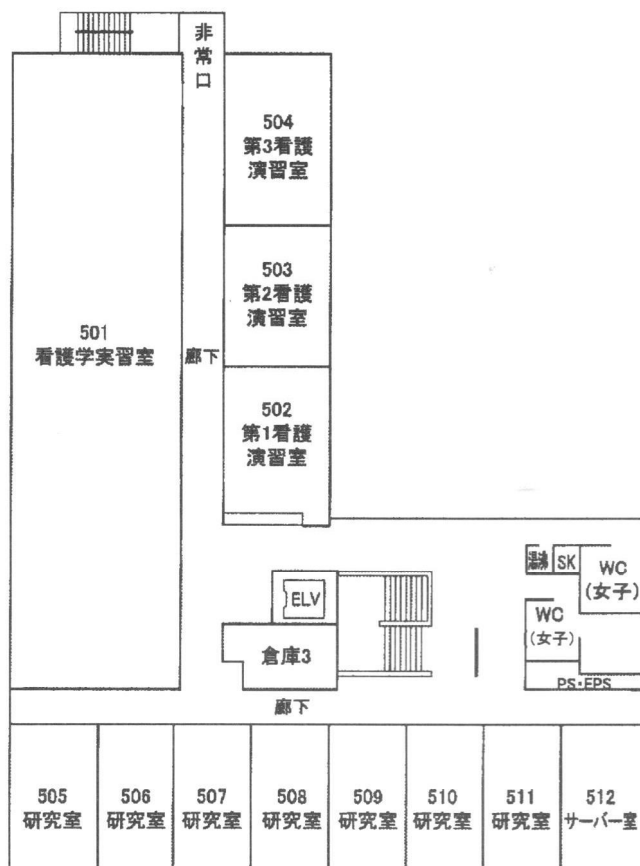 非
常
口
504
第3看護
演習室
503
第2看護
演習室
501
看護学実習室
廊下
502
第1看護
演習室
湯沸
SK
WC
(女子)
ELV
WC
(女子)
倉庫3
PS・EPS
廊下
505
研究室
506
研究室
507
研究室
508
研究室
509
研究室
510
研究室
511
研究室
512
サーバー室